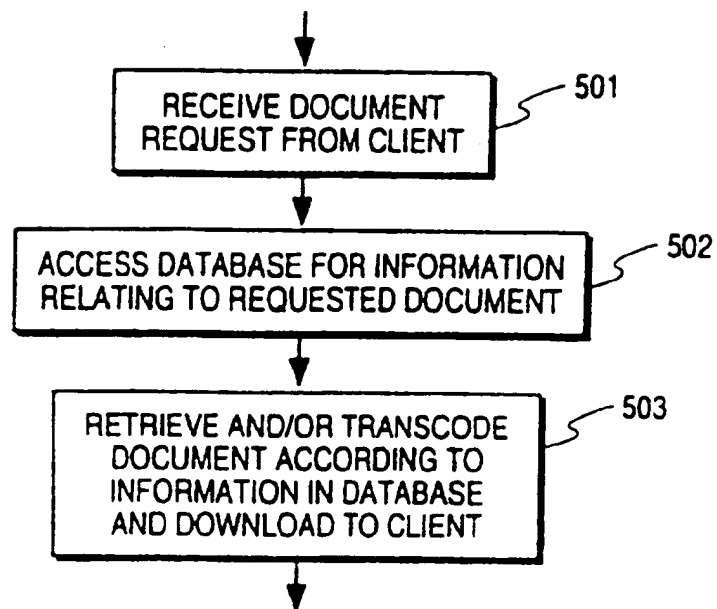 RECEIVE DOCUMENT
REQUEST FROM CLIENT
501
ACCESS DATABASE FOR INFORMATION
RELATING TO REQUESTED DOCUMENT
502
RETRIEVE AND/OR TRANSCODE
DOCUMENT ACCORDING TO
INFORMATION IN DATABASE
AND DOWNLOAD TO CLIENT
503